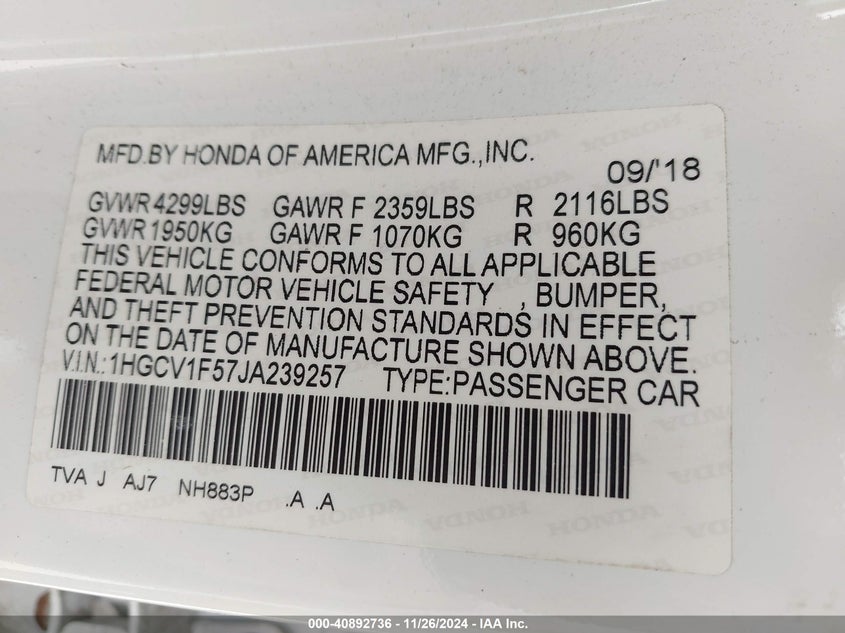 MFD.BY HONDA OF AMERICA MFG.,INC. 09/'18
GVWR 4299LBS GAWR F 2359LBS R 2116LBS
GVWR 1950KG GAWR F 1070KG R 960KG
THIS VEHICLE CONFORMS TO ALL APPLICABLE
FEDERAL MOTOR VEHICLE SAFETY , BUMPER,
AND THEFT PREVENTION STANDARDS IN EFFECT
ON THE DATE OF MANUFACTURE SHOWN ABOVE.
V.I.N.:1HGCV1F57JA239257 TYPE:PASSENGER CAR
TVA J AJ7 NH883P .A .A
HONDA HONDA HONDA
000-40892736 - 11/26/2024 - IAA Inc.